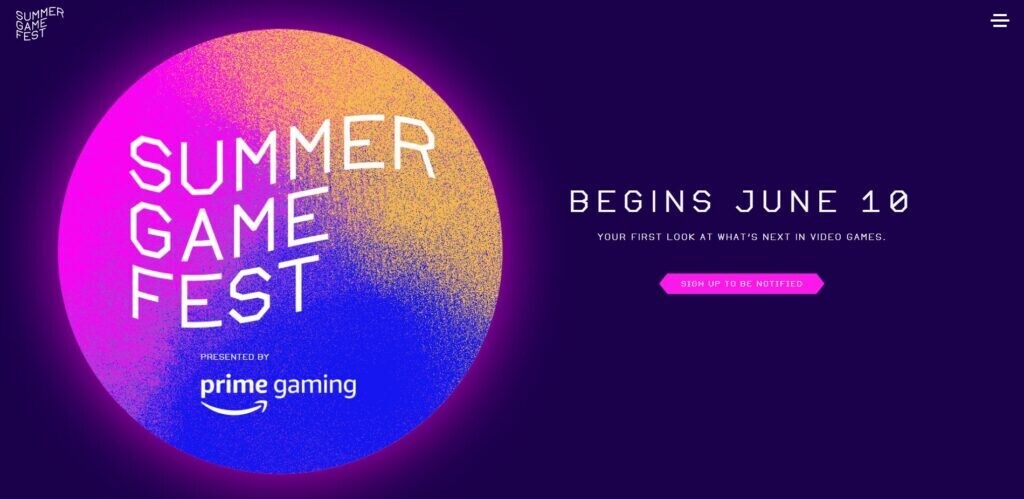 SUMMER
GAME
FEST
SUMMER
GAME
FEST
PRESENTED BY
prime gaming
BEGINS JUNE 10
YOUR FIRST LOOK AT WHAT'S NEXT IN VIDEO GAMES.
SIGN UP TO BE NOTIFIED